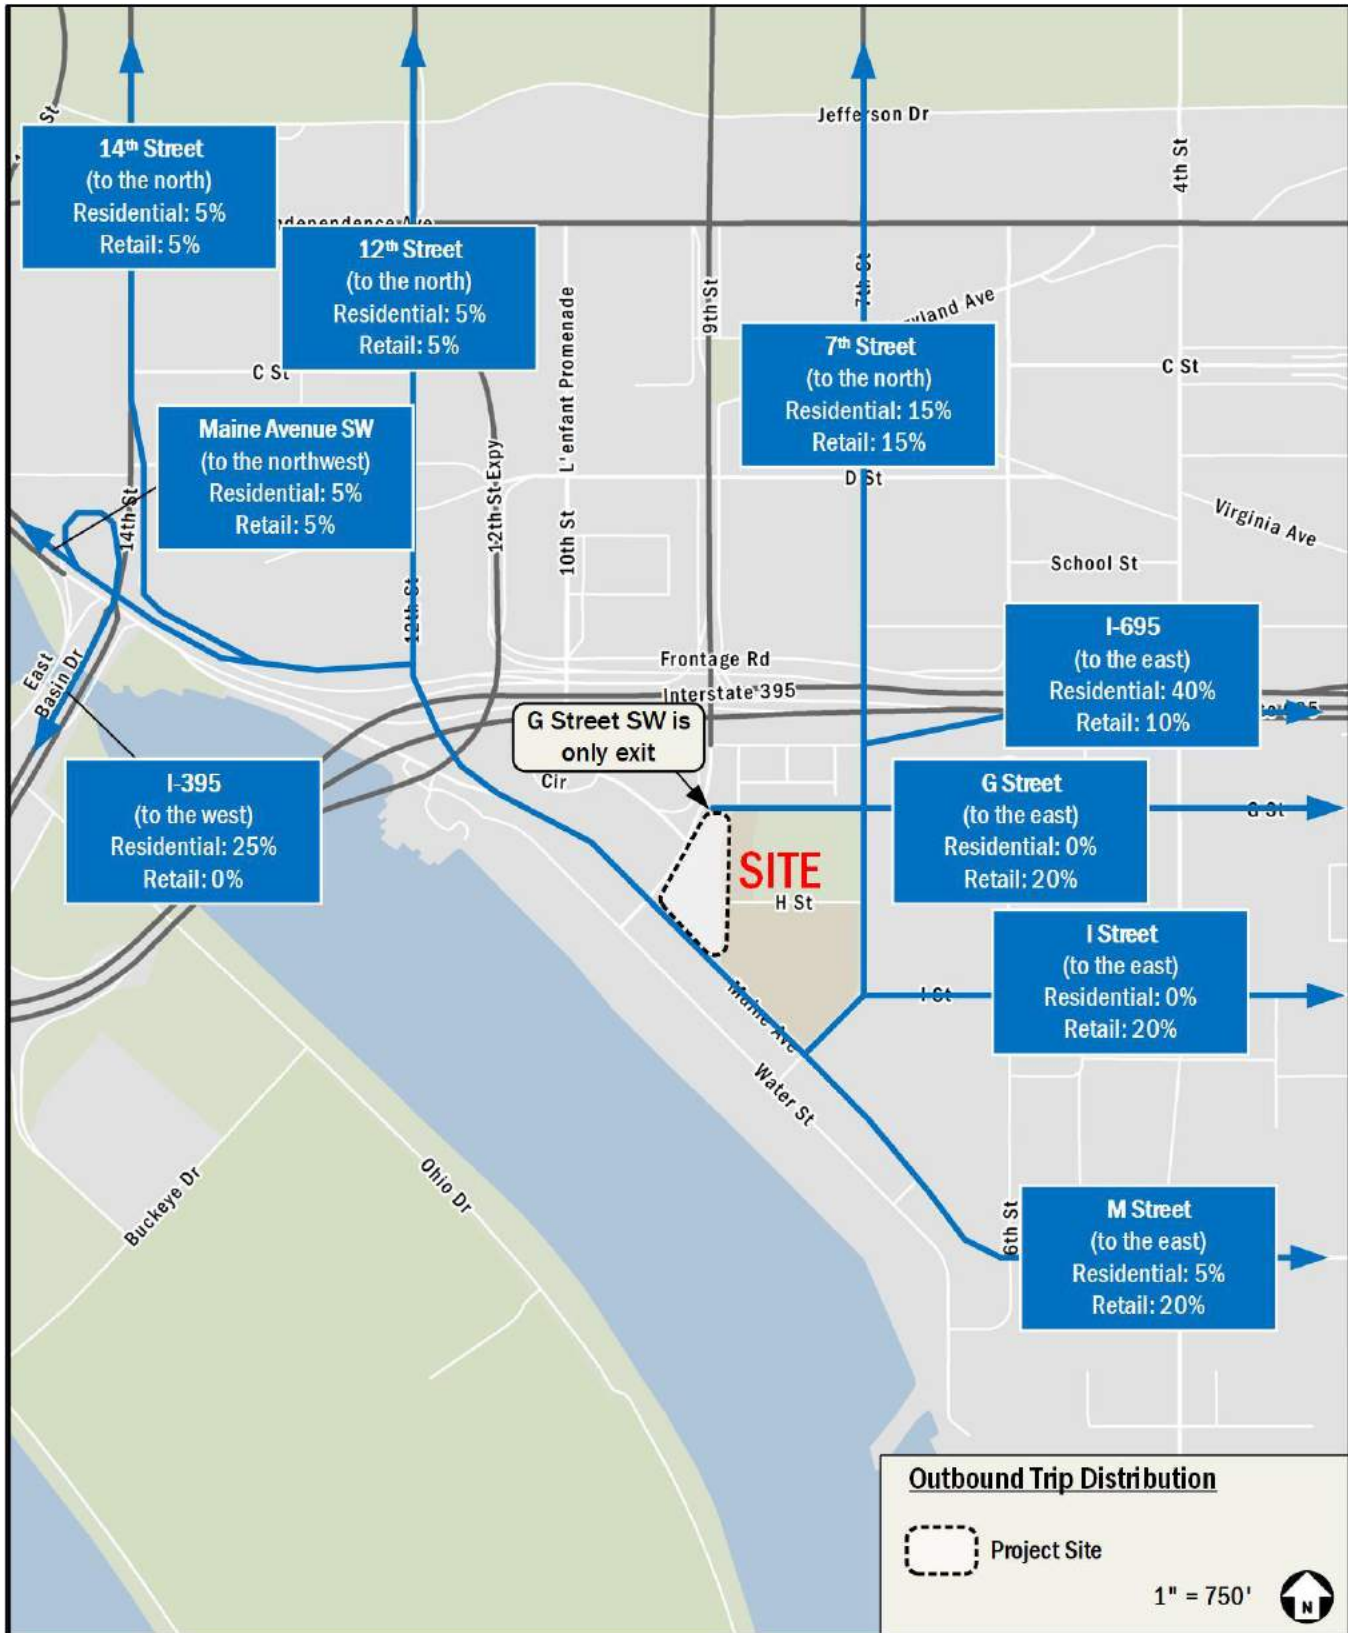 Jefferson Dr
St
4th St
14th Street
(to the north)
Residential: 5%
Retail: 5%
12th Street
(to the north)
Residential: 5%
Retail: 5%
9th St
7th St
7th Street
(to the north)
Residential: 15%
Retail: 15%
C St
C St
L'enfant Promenade
Maine Avenue SW
(to the northwest)
Residential: 5%
Retail: 5%
14th St
12th St Expy
10th St
D St
Virginia Ave
School St
12th St
I-695
(to the east)
Residential: 40%
Retail: 10%
Frontage Rd
Interstate 395
East
Basin Dr
G Street SW is
only exit
Cir
I-395
(to the west)
Residential: 25%
Retail: 0%
G Street
(to the east)
Residential: 0%
Retail: 20%
G St
SITE
H St
I Street
(to the east)
Residential: 0%
Retail: 20%
I St
Maine Ave
Water St
Ohio Dr
Buckeye Dr
6th St
M Street
(to the east)
Residential: 5%
Retail: 20%
Outbound Trip Distribution
Project Site
1" = 750'
N